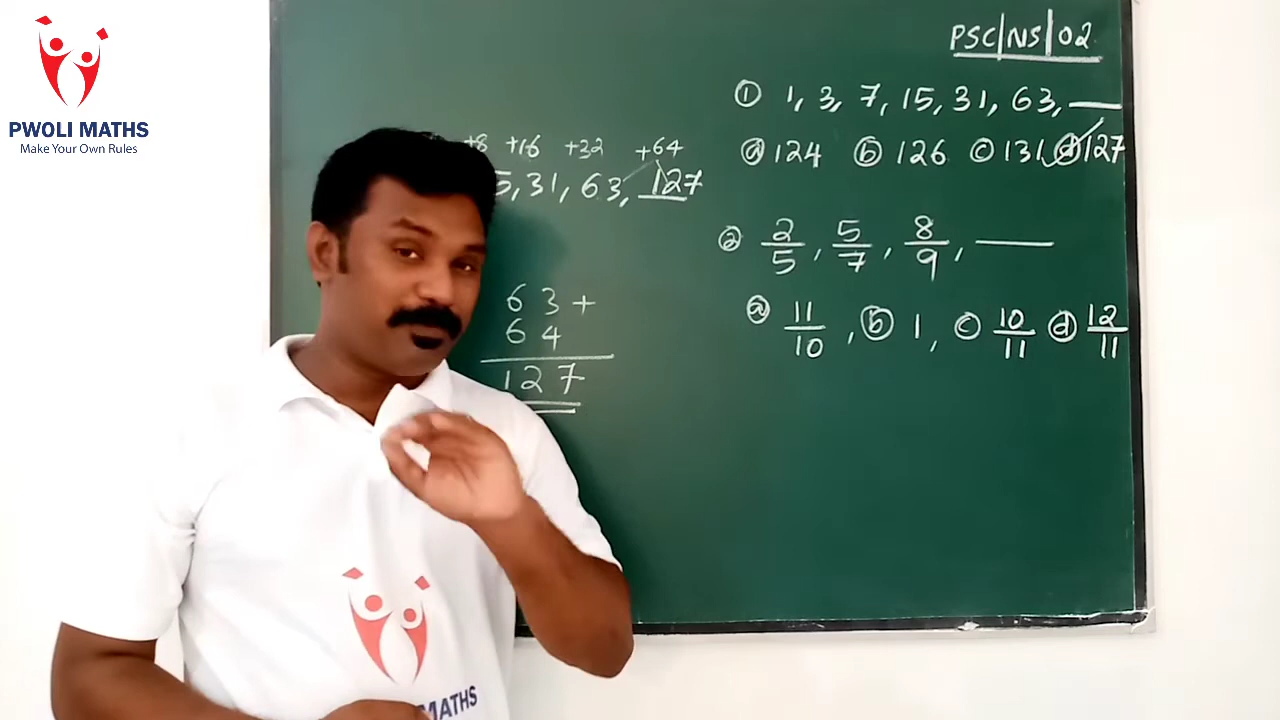 PWOLI MATHS
Make Your Own Rules
PSC|NS|02
① 1, 3, 7, 15, 31, 63, ___
ⓐ 124 ⓑ 126 ⓒ 131 ⓓ 127
+8 +16 +32 +64
5, 31, 63, 127
② 2/5, 5/7, 8/9, ___
ⓐ 11/10, ⓑ 1, ⓒ 10/11 ⓓ 12/11
63+
64
127
MATHS